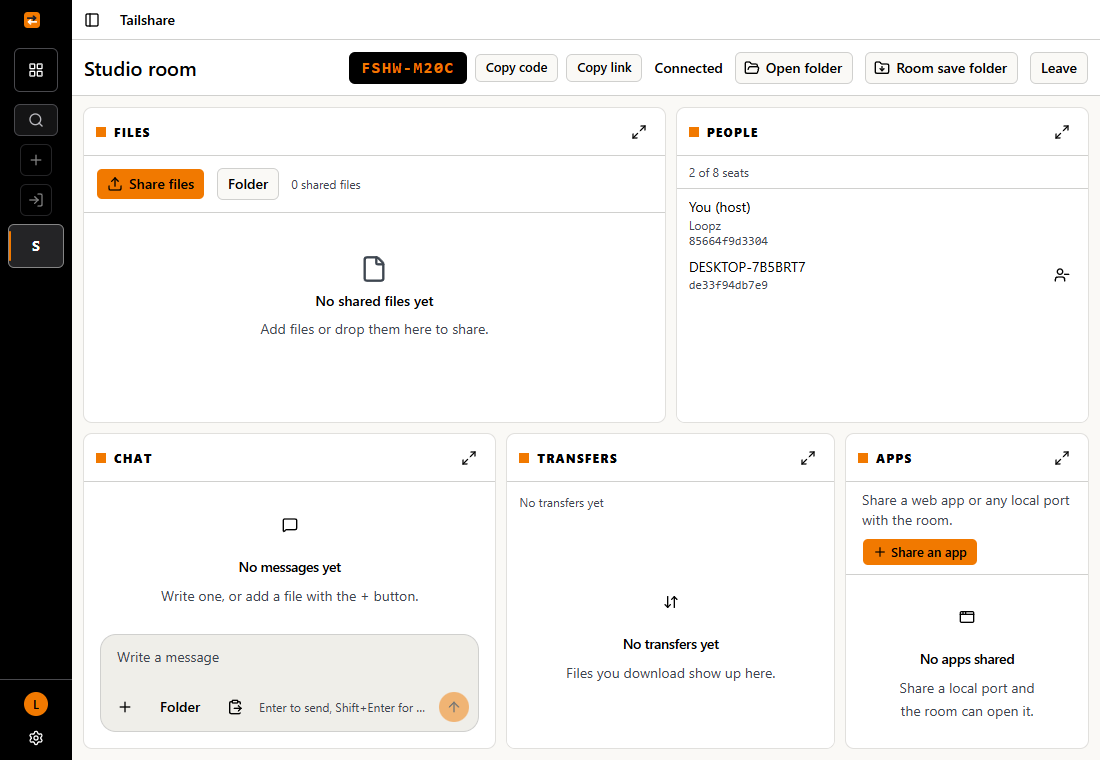 Tailshare
Studio room
FSHW-M20C
Copy code
Copy link
Connected
Open folder
Room save folder
Leave
S
L
FILES
Share files
Folder
0 shared files
No shared files yet
Add files or drop them here to share.
PEOPLE
2 of 8 seats
You (host)
Loopz
85664f9d3304
DESKTOP-7B5BRT7
de33f94db7e9
CHAT
No messages yet
Write one, or add a file with the + button.
Write a message
Folder
Enter to send, Shift+Enter for ...
TRANSFERS
No transfers yet
No transfers yet
Files you download show up here.
APPS
Share a web app or any local port
with the room.
Share an app
No apps shared
Share a local port and
the room can open it.